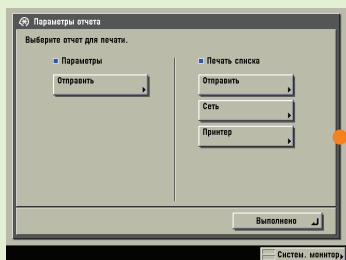 Параметры отчета
Выберите отчет для печати.
Параметры
Печать списка
Отправить
Отправить
Сеть
Принтер
Выполнено
Систем. монитор